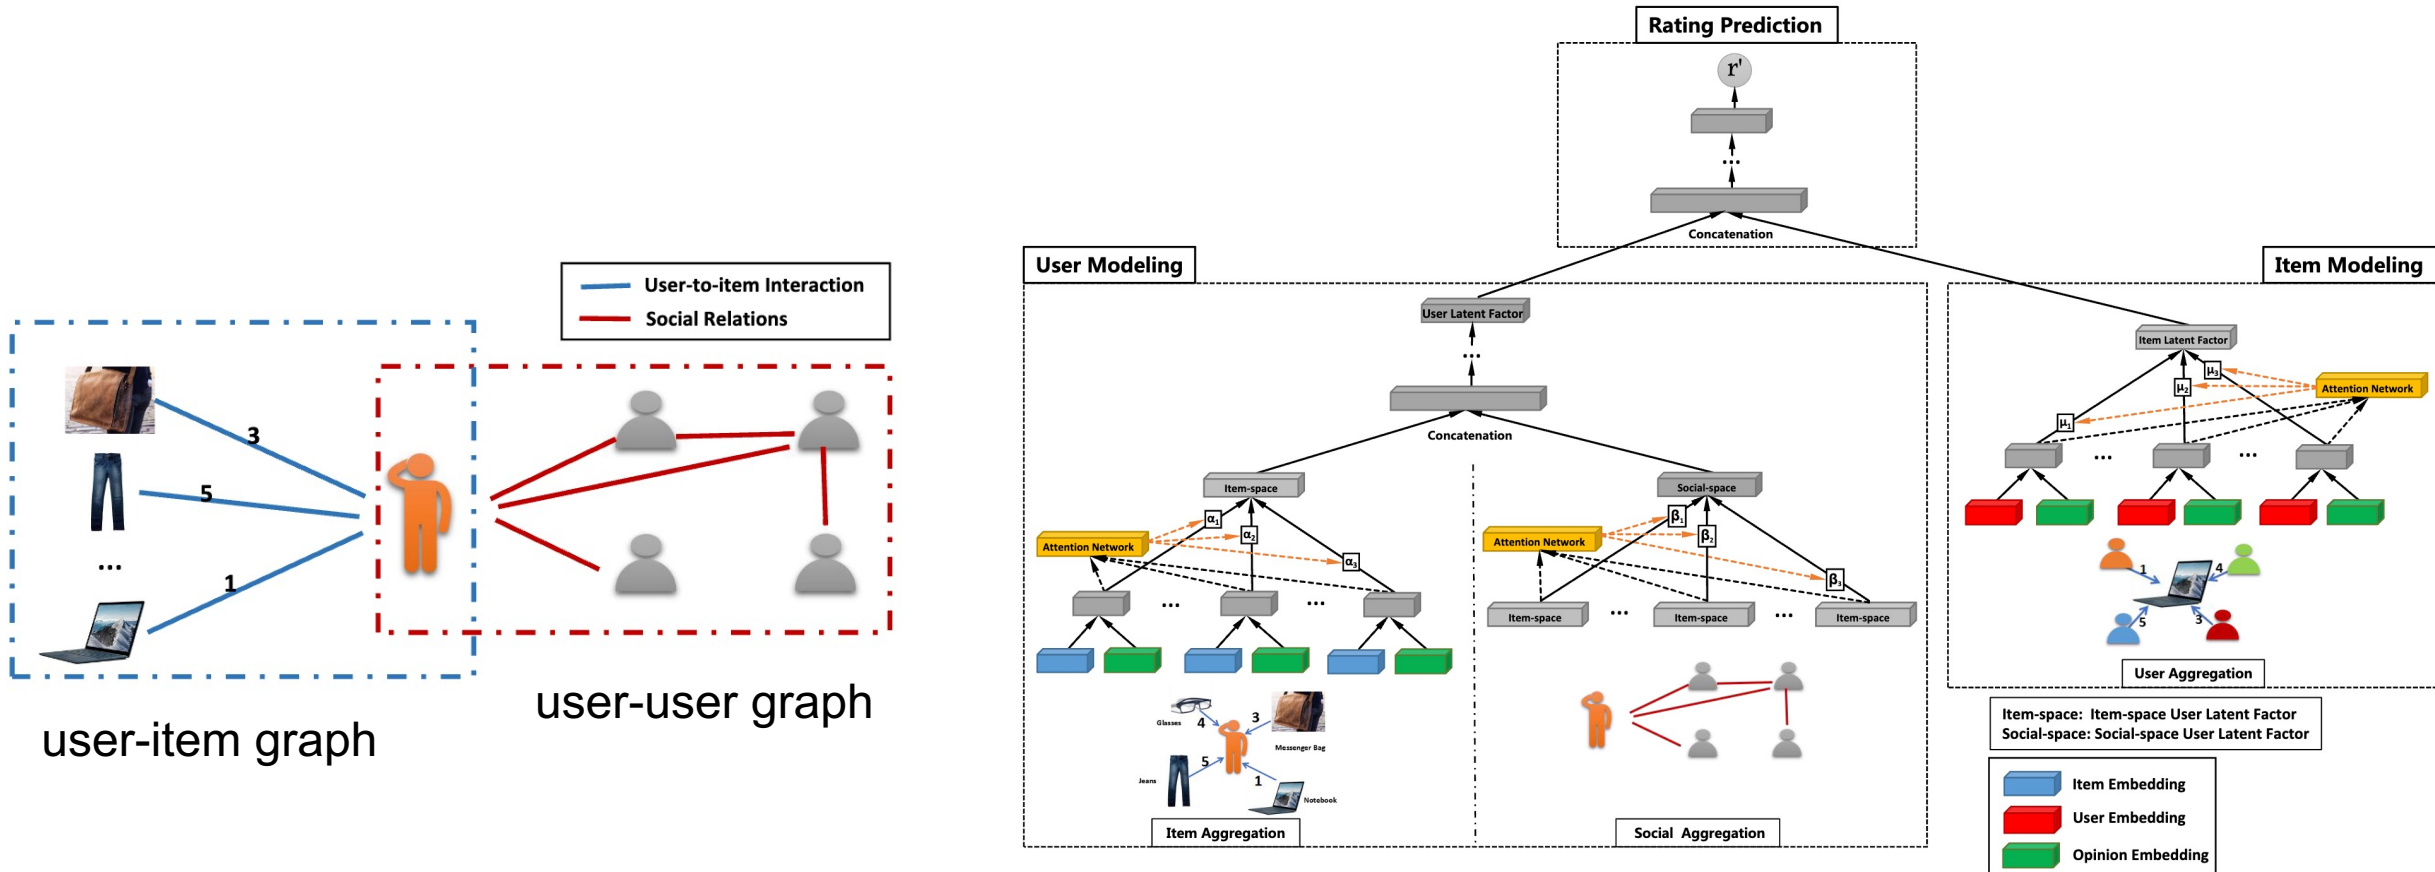 User-to-item Interaction
Social Relations
3
5
...
1
user-item graph
user-user graph
Rating Prediction
r'
...
Concatenation
User Modeling
User Latent Factor
...
Concatenation
Item-space
α1
α2
α3
Attention Network
...
...
Glasses
4
3
Messenger Bag
Jeans
5
1
Notebook
Item Aggregation
Social-space
β1
β2
β3
Attention Network
Item-space
...
Item-space
...
Item-space
Social Aggregation
Item Modeling
Item Latent Factor
μ3
μ2
μ1
Attention Network
...
...
1
4
5
3
User Aggregation
Item-space: Item-space User Latent Factor
Social-space: Social-space User Latent Factor
Item Embedding
User Embedding
Opinion Embedding